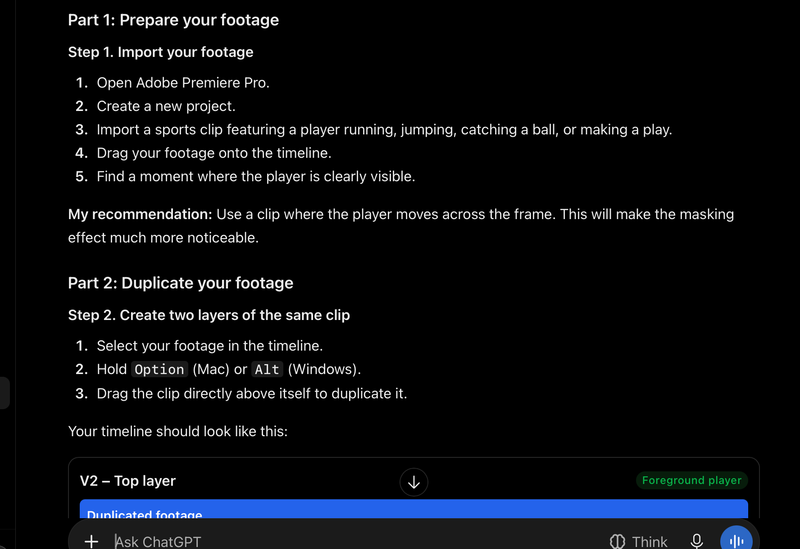 Part 1: Prepare your footage
Step 1. Import your footage
1. Open Adobe Premiere Pro.
2. Create a new project.
3. Import a sports clip featuring a player running, jumping, catching a ball, or making a play.
4. Drag your footage onto the timeline.
5. Find a moment where the player is clearly visible.
My recommendation: Use a clip where the player moves across the frame. This will make the masking
effect much more noticeable.
Part 2: Duplicate your footage
Step 2. Create two layers of the same clip
1. Select your footage in the timeline.
2. Hold Option (Mac) or Alt (Windows).
3. Drag the clip directly above itself to duplicate it.
Your timeline should look like this:
V2 – Top layer
Foreground player
Duplicated footage
Ask ChatGPT
Think